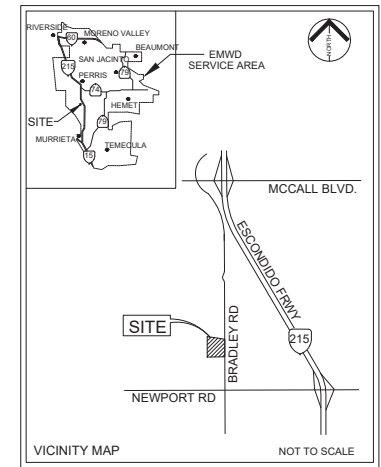 RIVERSIDE
60
MORENO VALLEY
BEAUMONT
EMWD
SERVICE AREA
215
SAN JACINTO
79
PERRIS
74
HEMET
SITE
79
MURRIETA
TEMECULA
15
NORTH
MCCALL BLVD.
ESCONDIDO FRWY
215
BRADLEY RD
SITE
NEWPORT RD
VICINITY MAP
NOT TO SCALE